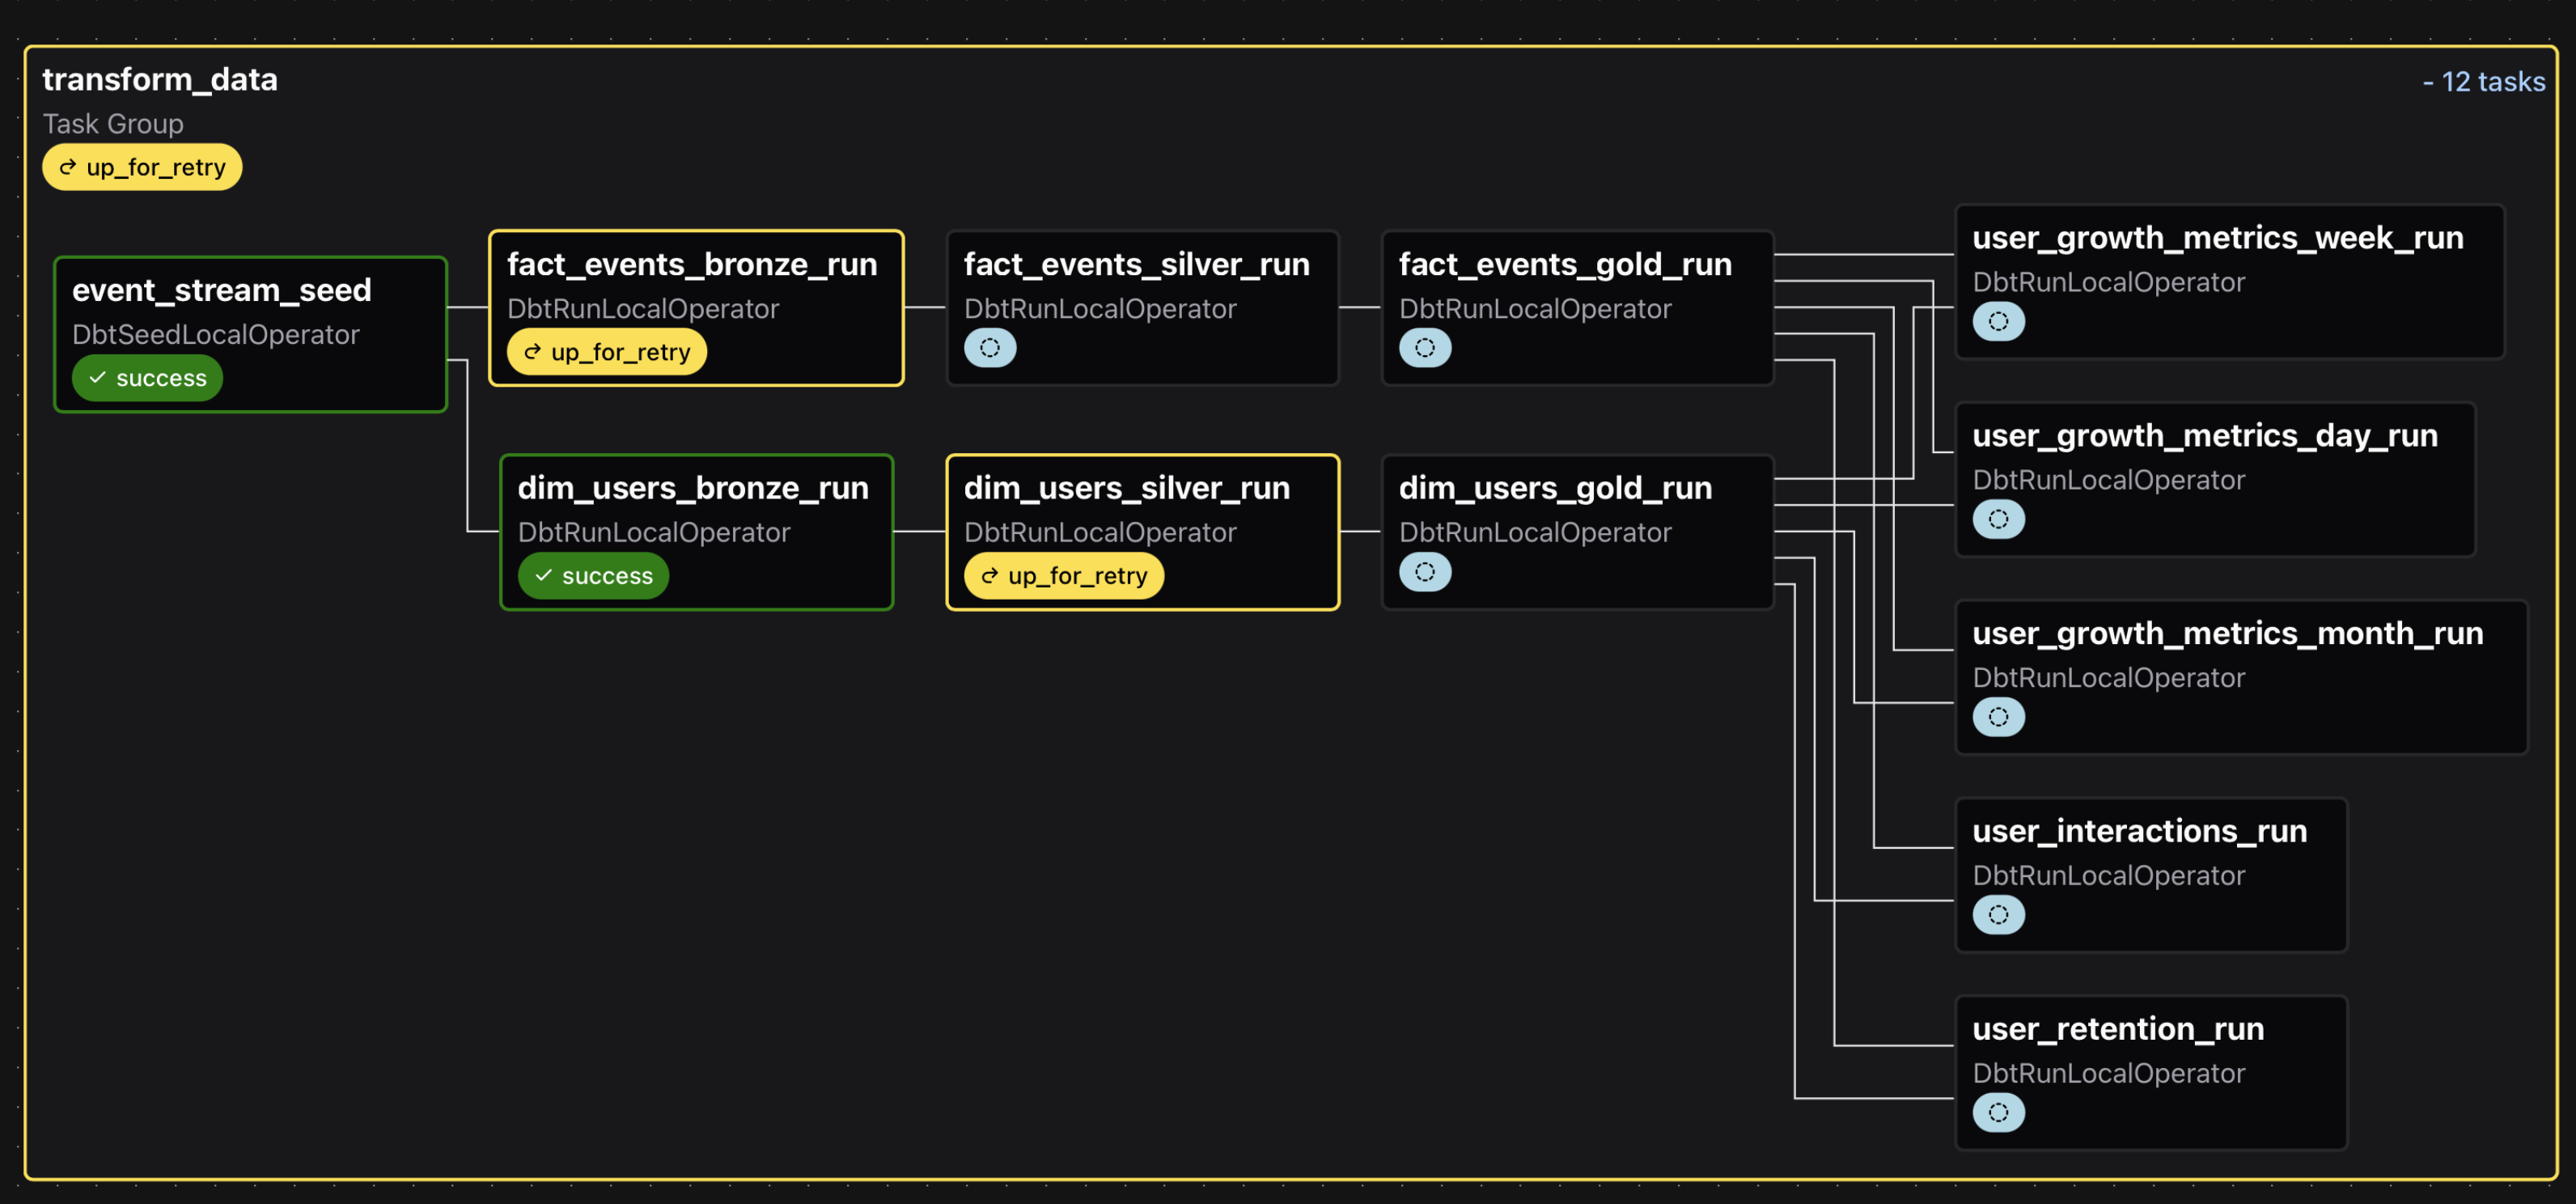 transform_data
- 12 tasks
Task Group
up_for_retry
event_stream_seed
DbtSeedLocalOperator
success
fact_events_bronze_run
DbtRunLocalOperator
up_for_retry
fact_events_silver_run
DbtRunLocalOperator
fact_events_gold_run
DbtRunLocalOperator
dim_users_bronze_run
DbtRunLocalOperator
success
dim_users_silver_run
DbtRunLocalOperator
up_for_retry
dim_users_gold_run
DbtRunLocalOperator
user_growth_metrics_week_run
DbtRunLocalOperator
user_growth_metrics_day_run
DbtRunLocalOperator
user_growth_metrics_month_run
DbtRunLocalOperator
user_interactions_run
DbtRunLocalOperator
user_retention_run
DbtRunLocalOperator